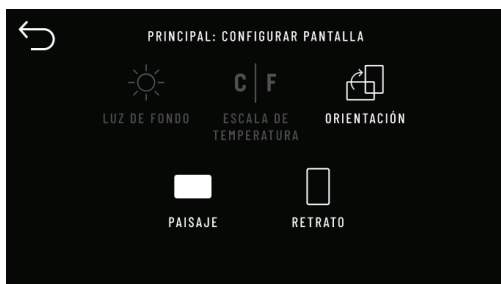 PRINCIPAL: CONFIGURAR PANTALLA
C F
LUZ DE FONDO
ESCALA DE
TEMPERATURA
ORIENTACIÓN
PAISAJE
RETRATO